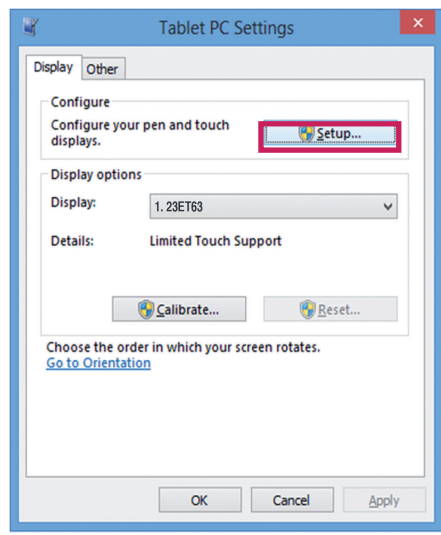 Tablet PC Settings
Display
Other
Configure
Configure your pen and touch
displays.
Setup...
Display options
Display:
1. 23ET63
Details:
Limited Touch Support
Calibrate...
Reset...
Choose the order in which your screen rotates.
Go to Orientation
OK
Cancel
Apply